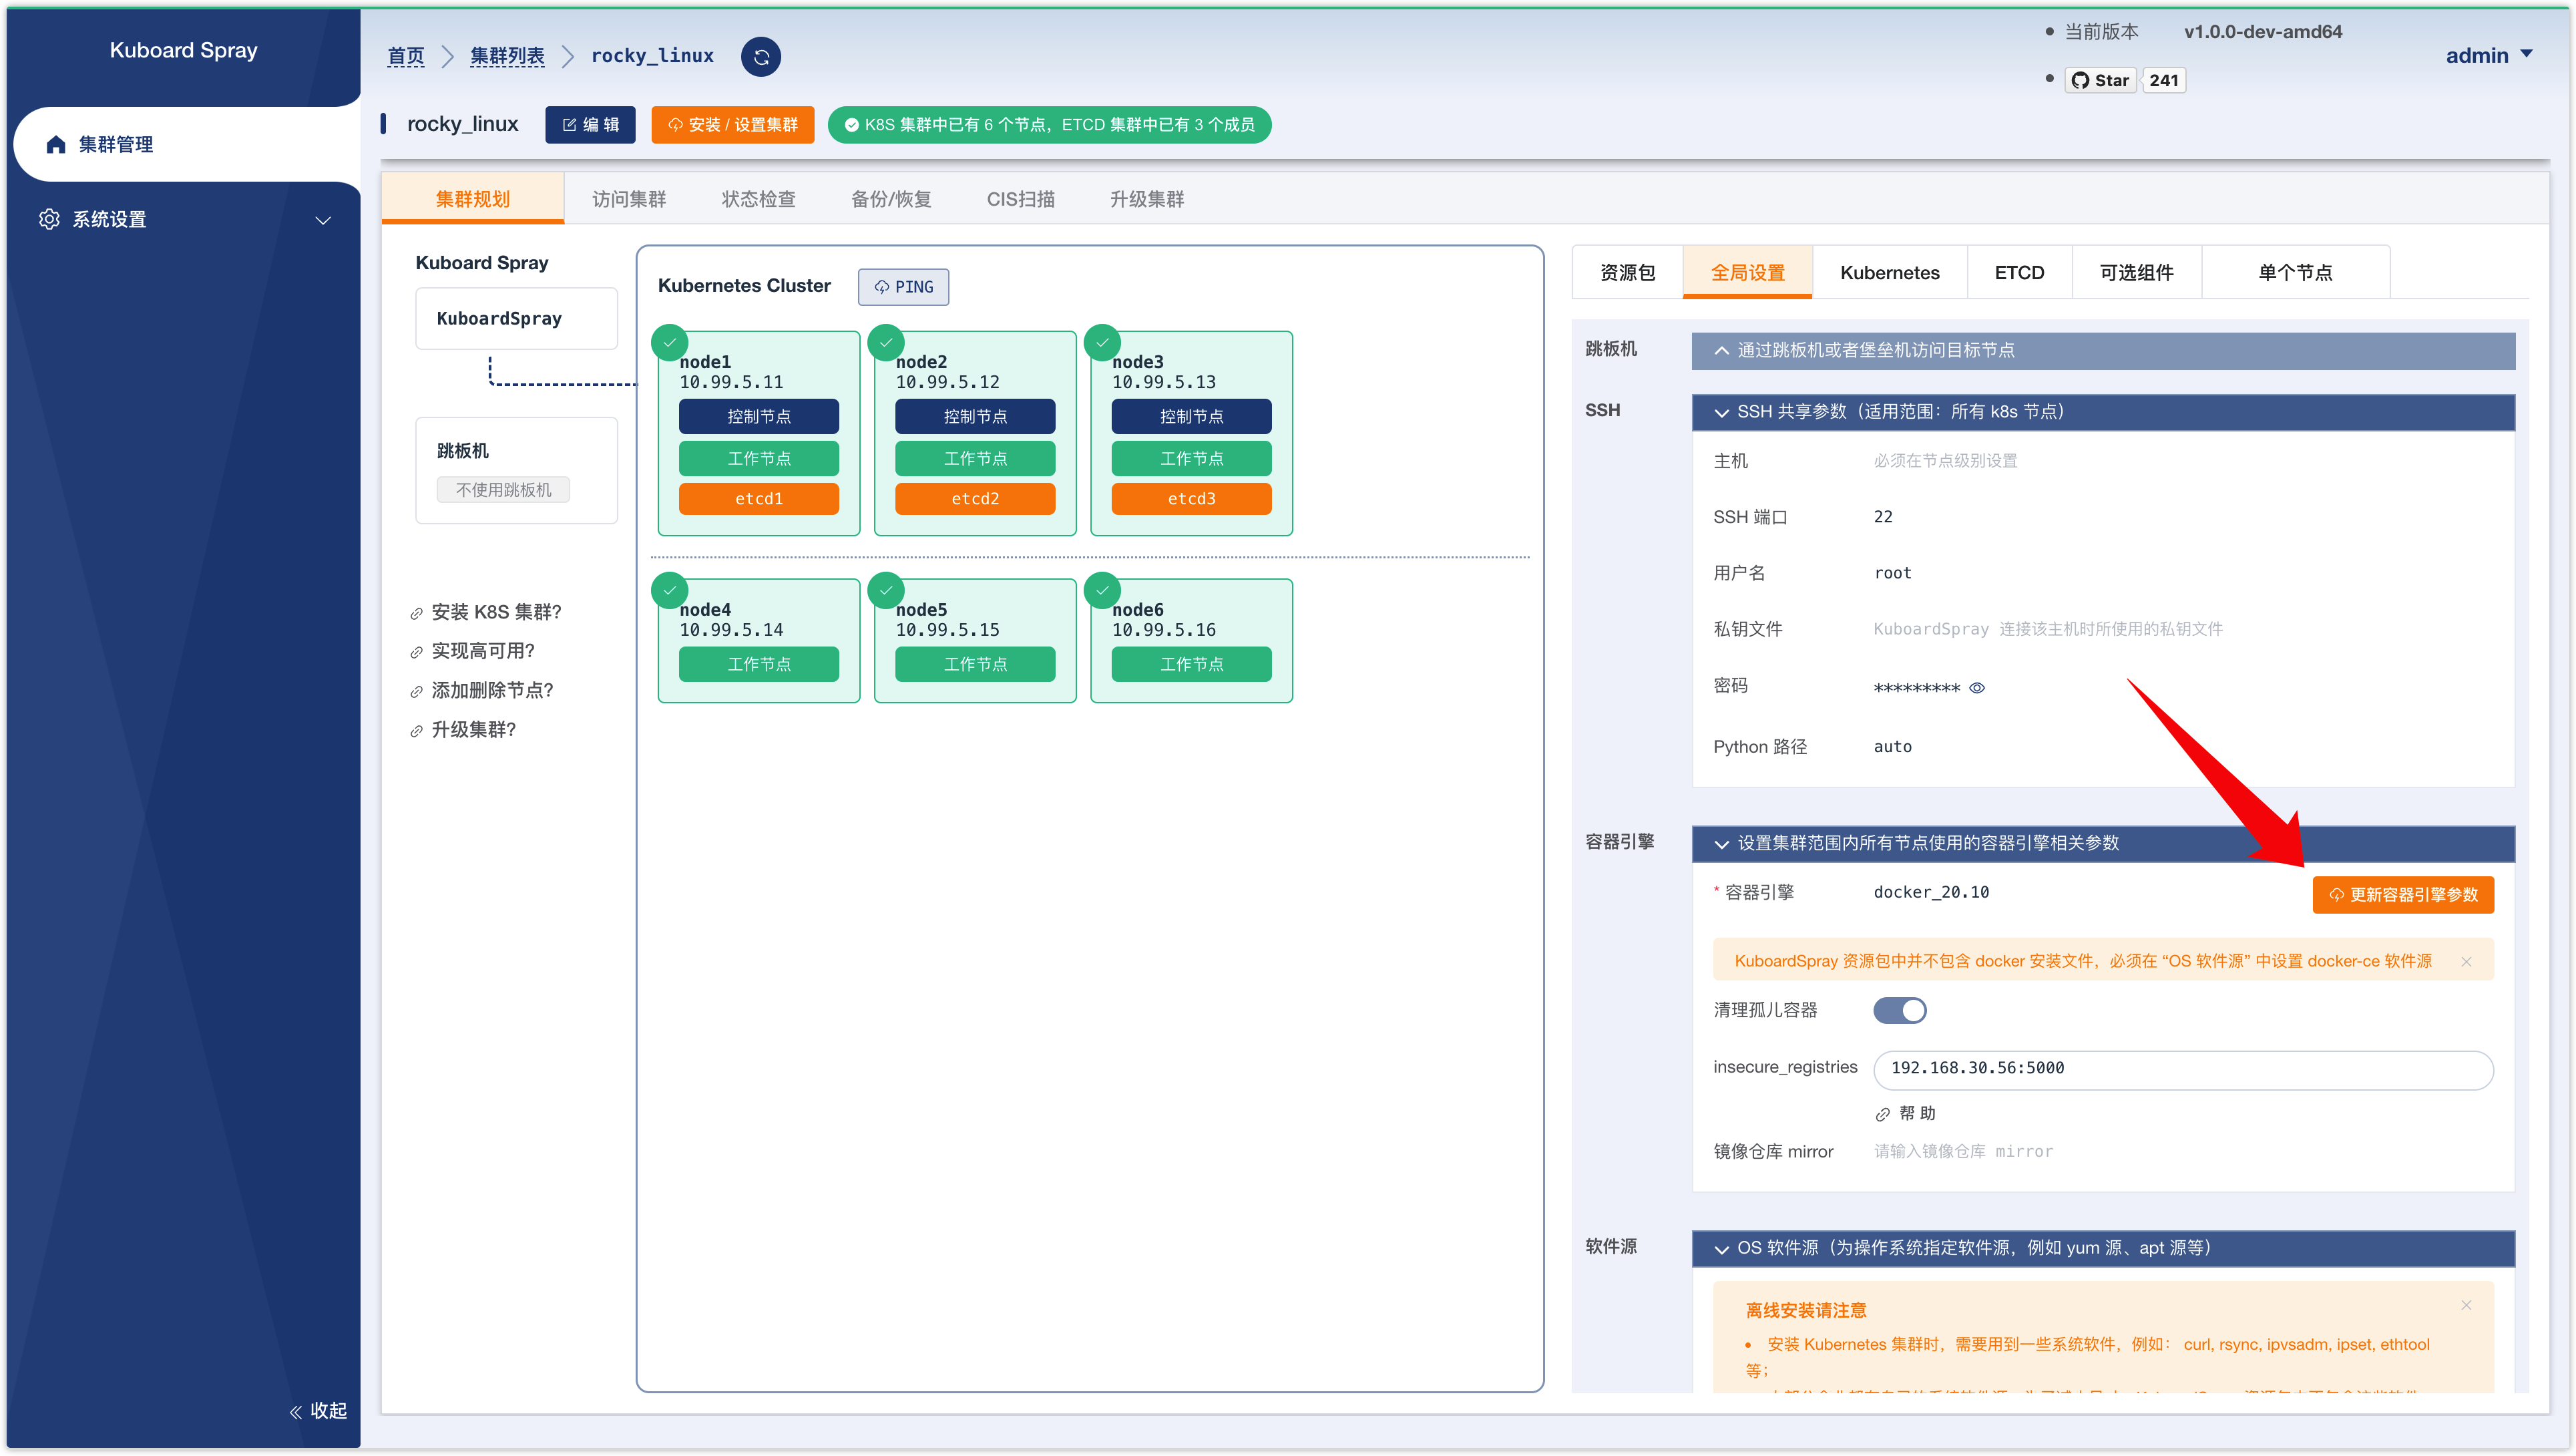 Kuboard Spray
集群管理
系统设置
收起
首页
集群列表
rocky_linux
当前版本 v1.0.0-dev-amd64
Star 241
admin
rocky_linux
编 辑
安装 / 设置集群
K8S 集群中已有 6 个节点，ETCD 集群中已有 3 个成员
集群规划
访问集群
状态检查
备份/恢复
CIS扫描
升级集群
Kuboard Spray
KuboardSpray
跳板机
不使用跳板机
安装 K8S 集群?
实现高可用?
添加删除节点?
升级集群?
Kubernetes Cluster
PING
node1
10.99.5.11
控制节点
工作节点
etcd1
node2
10.99.5.12
控制节点
工作节点
etcd2
node3
10.99.5.13
控制节点
工作节点
etcd3
node4
10.99.5.14
工作节点
node5
10.99.5.15
工作节点
node6
10.99.5.16
工作节点
资源包
全局设置
Kubernetes
ETCD
可选组件
单个节点
跳板机
通过跳板机或者堡垒机访问目标节点
SSH
SSH 共享参数（适用范围：所有 k8s 节点）
主机 必须在节点级别设置
SSH 端口 22
用户名 root
私钥文件 KuboardSpray 连接该主机时所使用的私钥文件
密码 *********
Python 路径 auto
容器引擎
设置集群范围内所有节点使用的容器引擎相关参数
* 容器引擎 docker_20.10
更新容器引擎参数
KuboardSpray 资源包中并不包含 docker 安装文件，必须在 “OS 软件源” 中设置 docker-ce 软件源
清理孤儿容器
insecure_registries 192.168.30.56:5000
帮 助
镜像仓库 mirror 请输入镜像仓库 mirror
软件源
OS 软件源（为操作系统指定软件源，例如 yum 源、apt 源等）
离线安装请注意
安装 Kubernetes 集群时，需要用到一些系统软件，例如： curl, rsync, ipvsadm, ipset, ethtool
等；